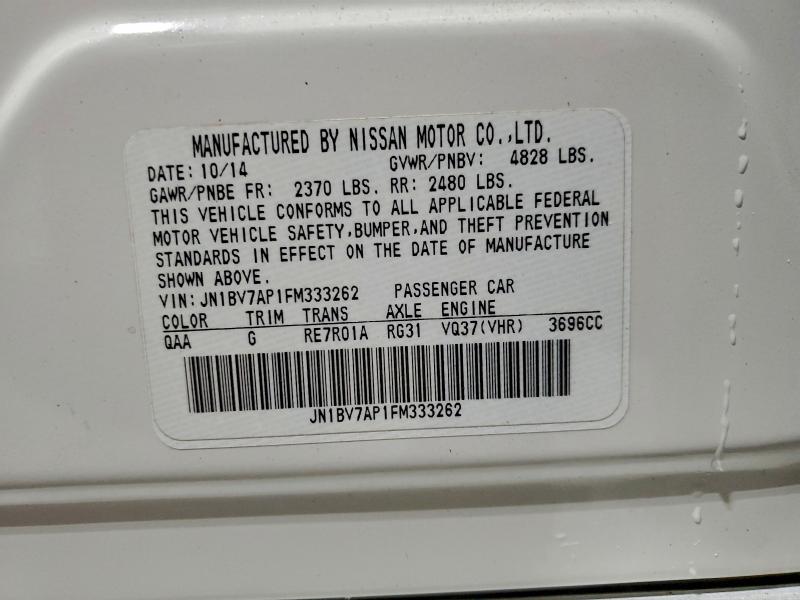 MANUFACTURED BY NISSAN MOTOR CO.,LTD.
DATE: 10/14 GVWR/PNBV: 4828 LBS.
GAWR/PNBE FR: 2370 LBS. RR: 2480 LBS.
THIS VEHICLE CONFORMS TO ALL APPLICABLE FEDERAL
MOTOR VEHICLE SAFETY,BUMPER,AND THEFT PREVENTION
STANDARDS IN EFFECT ON THE DATE OF MANUFACTURE
SHOWN ABOVE.
VIN: JN1BV7AP1FM333262 PASSENGER CAR
COLOR TRIM TRANS AXLE ENGINE
QAA G RE7R01A RG31 VQ37(VHR) 3696CC
JN1BV7AP1FM333262